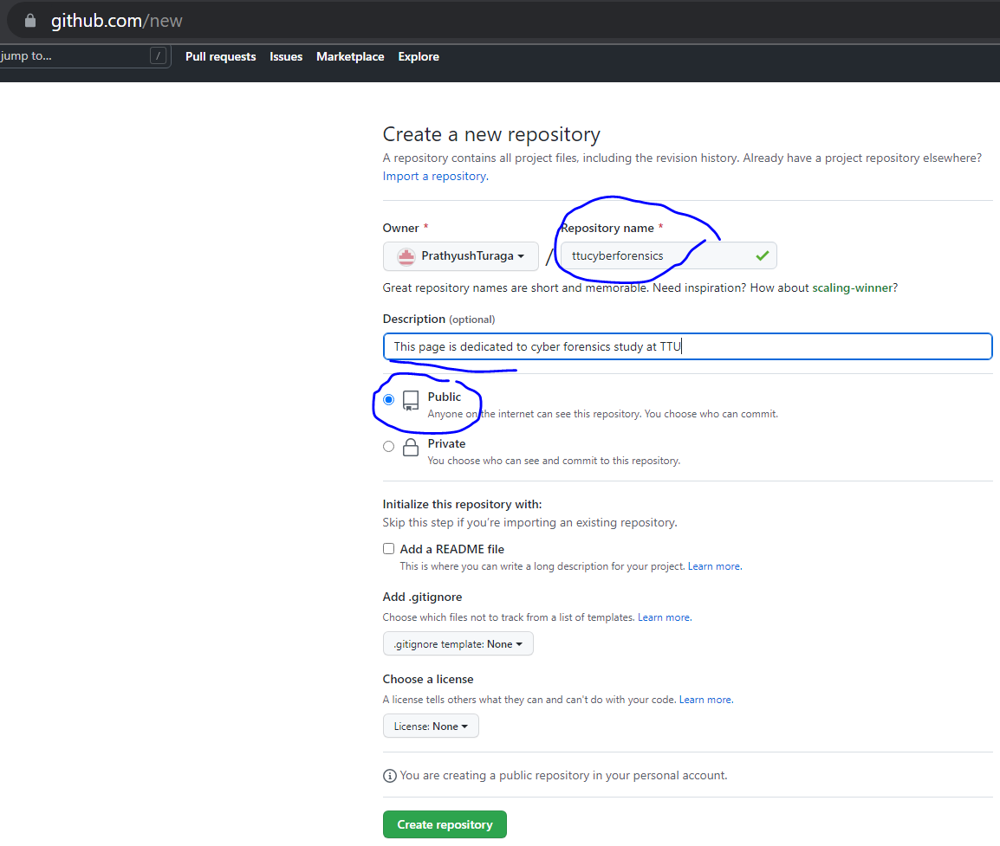 github.com/new
jump to... /
Pull requests Issues Marketplace Explore
Create a new repository
A repository contains all project files, including the revision history. Already have a project repository elsewhere?
Import a repository.
Owner * Repository name *
PrathyushTuraga / ttucyberforensics
Great repository names are short and memorable. Need inspiration? How about scaling-winner?
Description (optional)
This page is dedicated to cyber forensics study at TTU
Public
Anyone on the internet can see this repository. You choose who can commit.
Private
You choose who can see and commit to this repository.
Initialize this repository with:
Skip this step if you're importing an existing repository.
Add a README file
This is where you can write a long description for your project. Learn more.
Add .gitignore
Choose which files not to track from a list of templates. Learn more.
.gitignore template: None
Choose a license
A license tells others what they can and can't do with your code. Learn more.
License: None
You are creating a public repository in your personal account.
Create repository